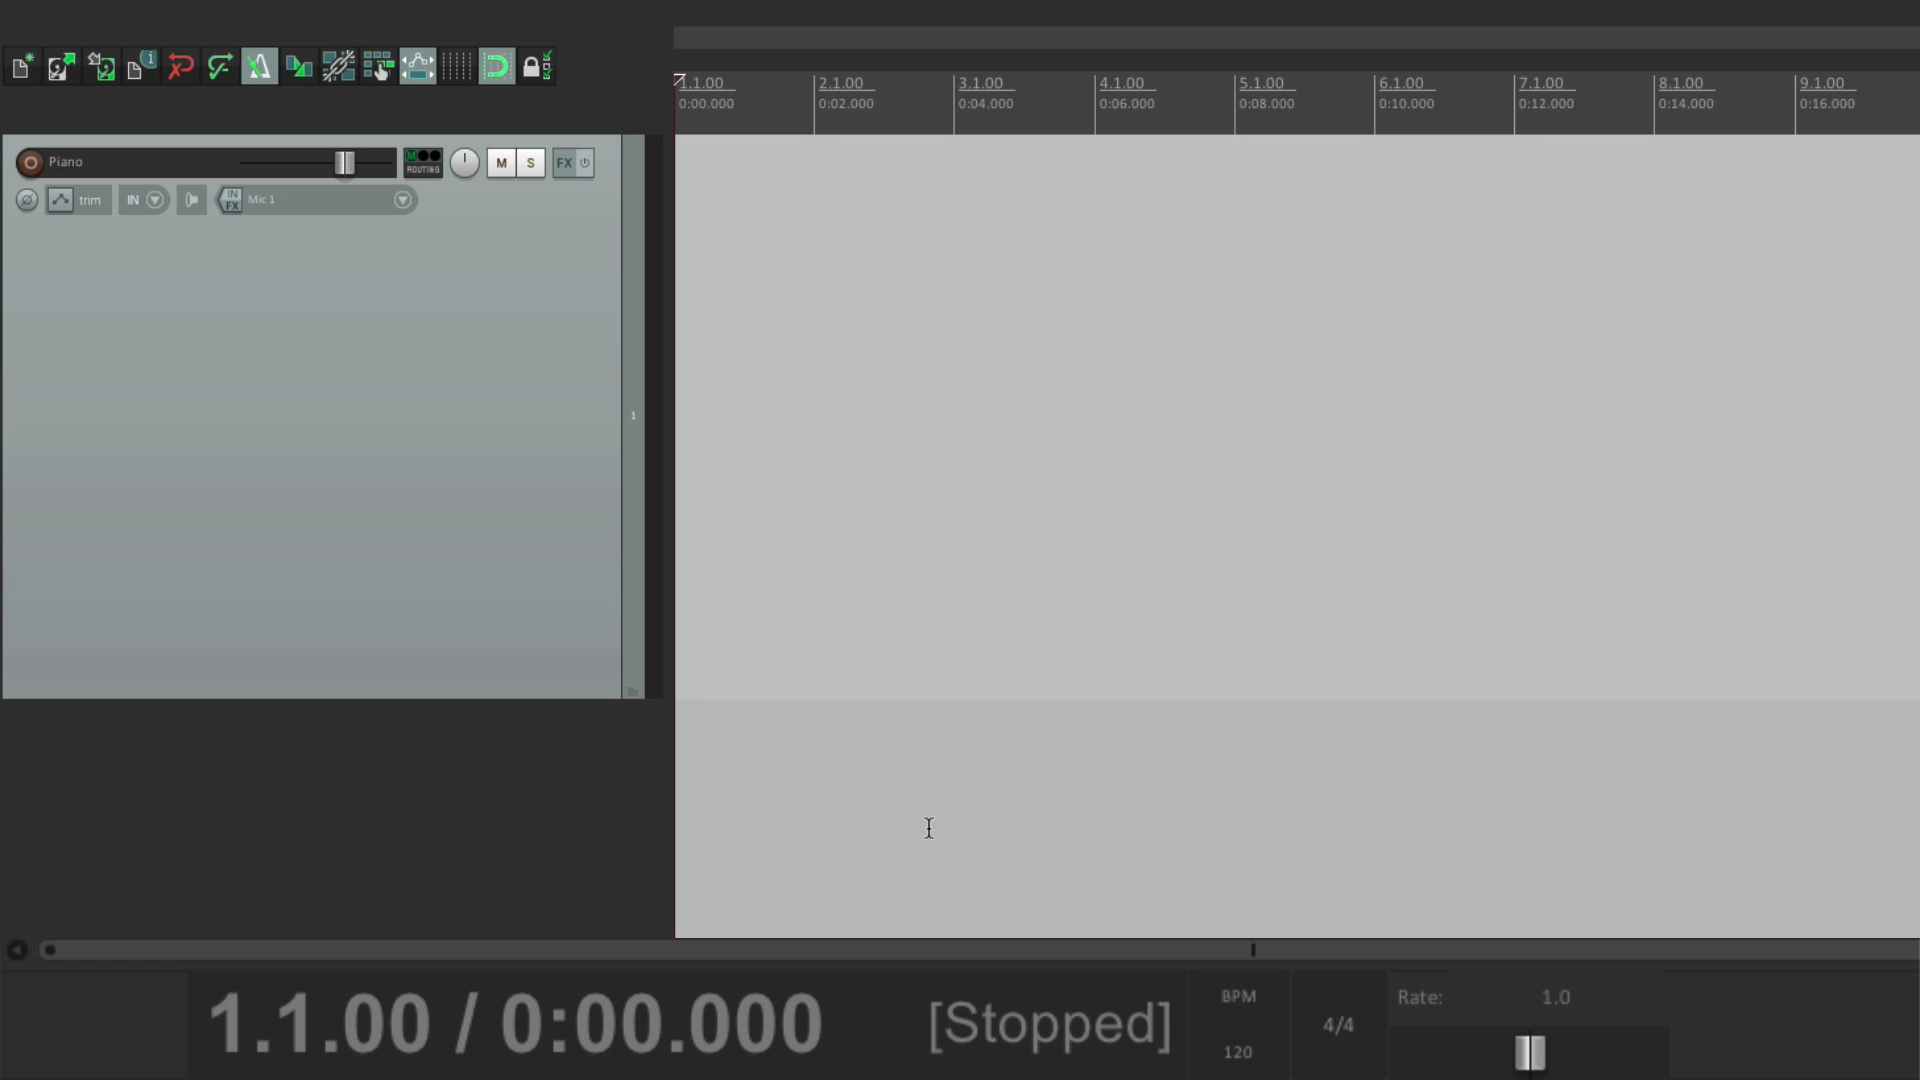 1.1.00 2.1.00 3.1.00 4.1.00 5.1.00 6.1.00 7.1.00 8.1.00 9.1.00
0:00.000 0:02.000 0:04.000 0:06.000 0:08.000 0:10.000 0:12.000 0:14.000 0:16.000
Piano
M
ROUTING
M S FX
trim IN IN FX Mic 1
1
1.1.00 / 0:00.000 [Stopped]
BPM
120
4/4
Rate: 1.0